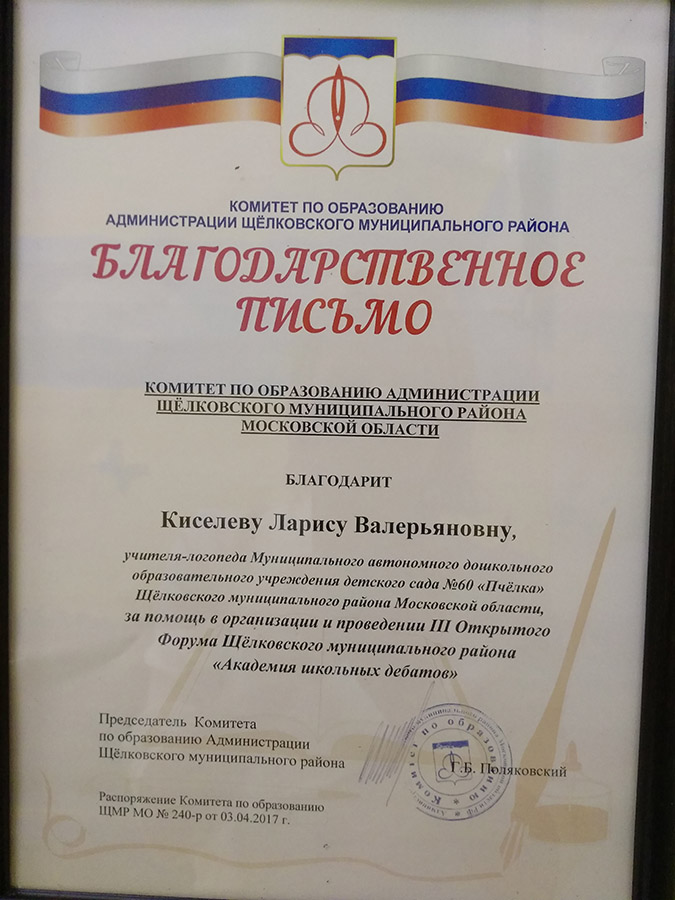 КОМИТЕТ ПО ОБРАЗОВАНИЮ
АДМИНИСТРАЦИИ ЩЁЛКОВСКОГО МУНИЦИПАЛЬНОГО РАЙОНА
БЛАГОДАРСТВЕННОЕ
ПИСЬМО
КОМИТЕТ ПО ОБРАЗОВАНИЮ АДМИНИСТРАЦИИ
ЩЁЛКОВСКОГО МУНИЦИПАЛЬНОГО РАЙОНА
МОСКОВСКОЙ ОБЛАСТИ
БЛАГОДАРИТ
Киселеву Ларису Валерьяновну,
учителя-логопеда Муниципального автономного дошкольного
образовательного учреждения детского сада №60 «Пчёлка»
Щёлковского муниципального района Московской области,
за помощь в организации и проведении III Открытого
Форума Щёлковского муниципального района
«Академия школьных дебатов»
Председатель Комитета
по образованию Администрации
Щёлковского муниципального района
Г.Б. Поляковский
Комитет по образованию
Распоряжение Комитета по образованию
ЩМР МО № 240-р от 03.04.2017 г.